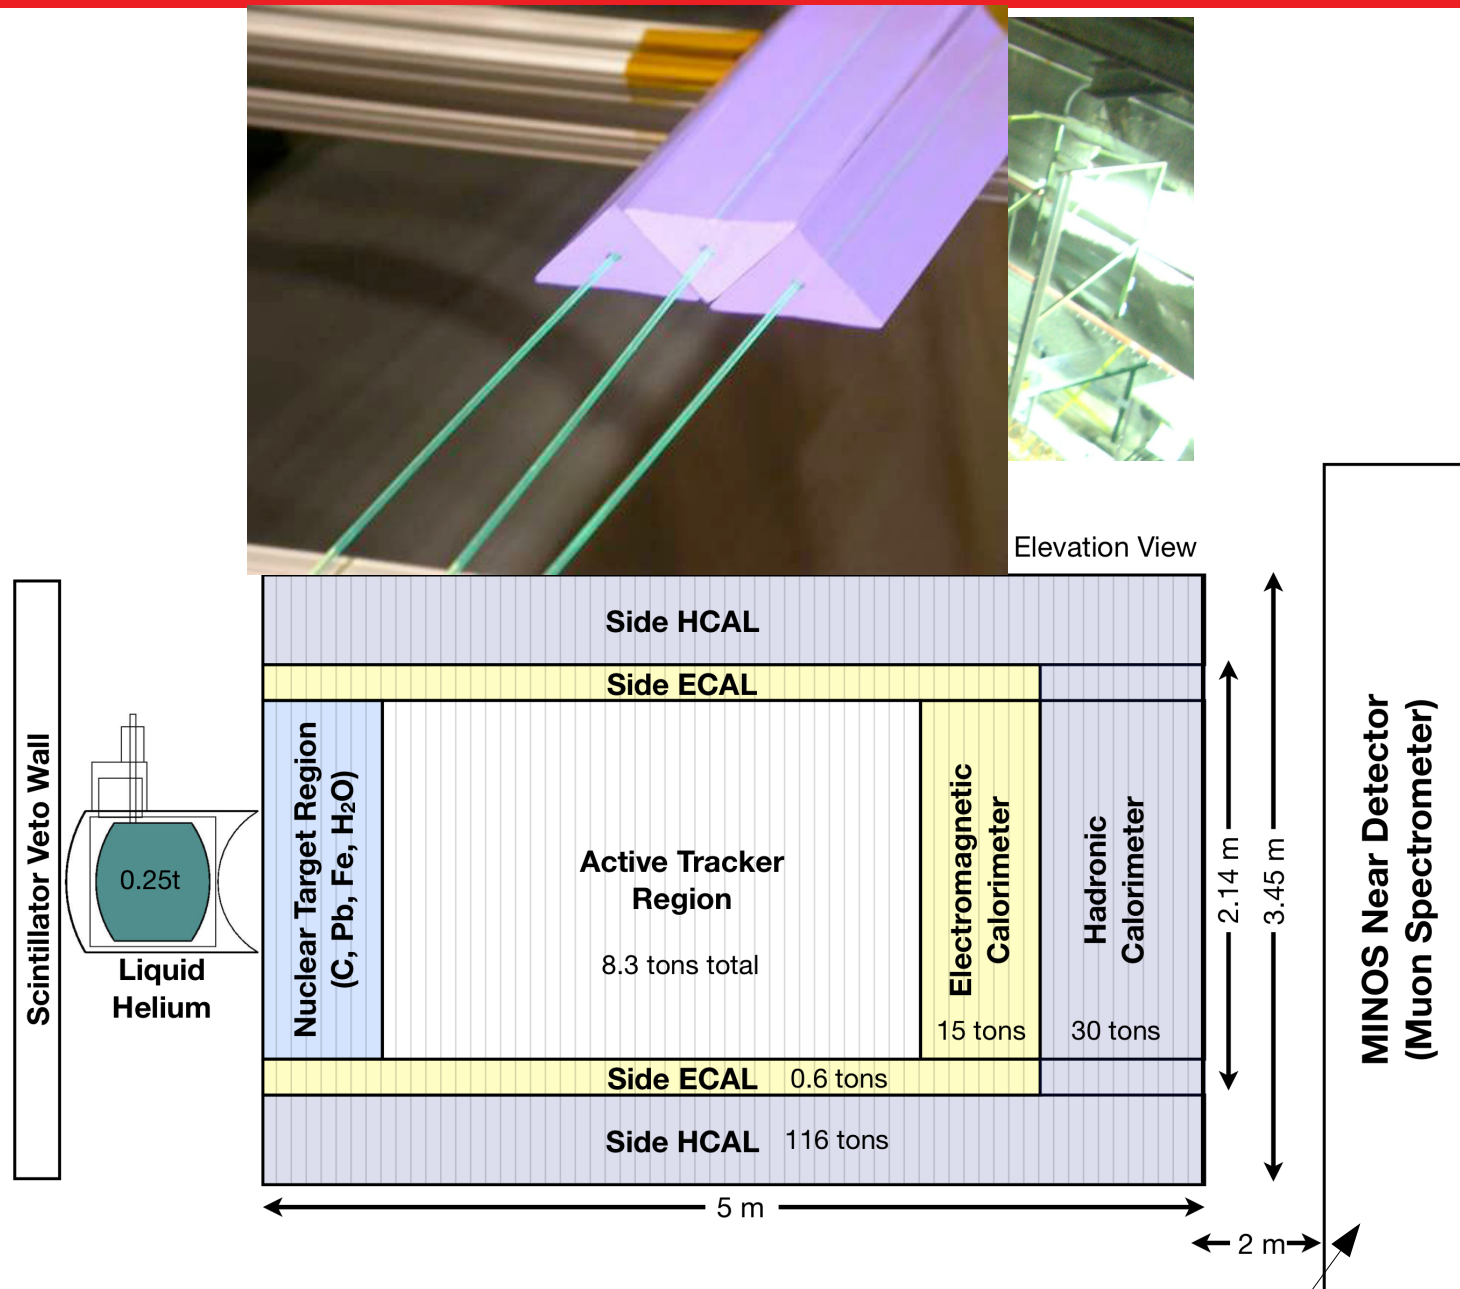 Elevation View
Side HCAL
Side ECAL
Scintillator Veto Wall
0.25t
Liquid
Helium
Nuclear Target Region
(C, Pb, Fe, H₂O)
Active Tracker
Region
8.3 tons total
Electromagnetic
Calorimeter
15 tons
Hadronic
Calorimeter
30 tons
2.14 m
3.45 m
MINOS Near Detector
(Muon Spectrometer)
Side ECAL 0.6 tons
Side HCAL 116 tons
5 m
2 m